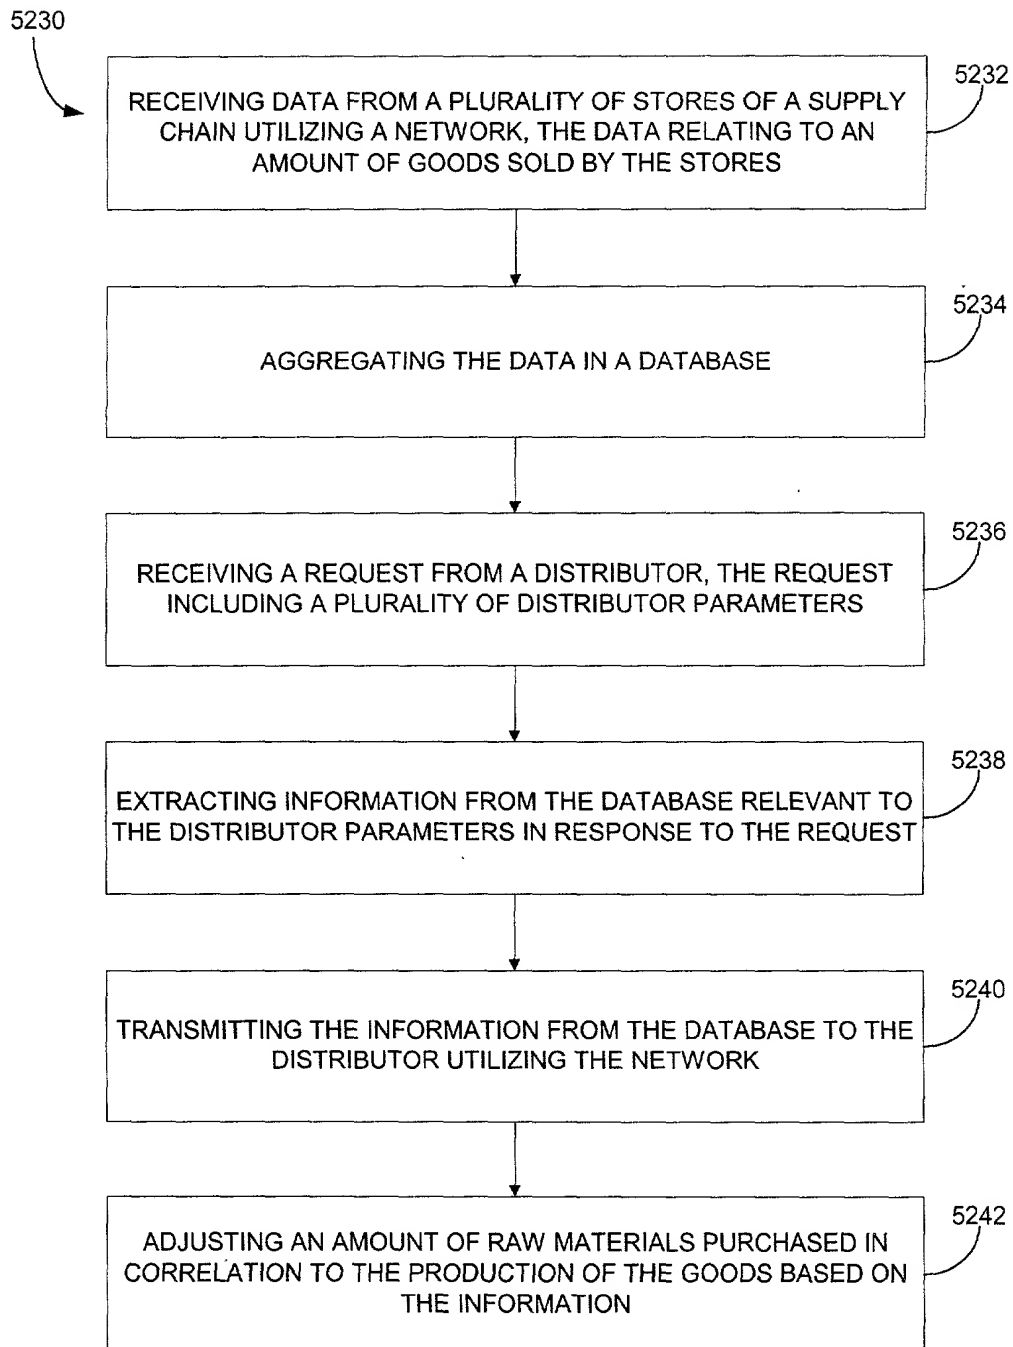 5230
5232
RECEIVING DATA FROM A PLURALITY OF STORES OF A SUPPLY
CHAIN UTILIZING A NETWORK, THE DATA RELATING TO AN
AMOUNT OF GOODS SOLD BY THE STORES
5234
AGGREGATING THE DATA IN A DATABASE
5236
RECEIVING A REQUEST FROM A DISTRIBUTOR, THE REQUEST
INCLUDING A PLURALITY OF DISTRIBUTOR PARAMETERS
5238
EXTRACTING INFORMATION FROM THE DATABASE RELEVANT TO
THE DISTRIBUTOR PARAMETERS IN RESPONSE TO THE REQUEST
5240
TRANSMITTING THE INFORMATION FROM THE DATABASE TO THE
DISTRIBUTOR UTILIZING THE NETWORK
5242
ADJUSTING AN AMOUNT OF RAW MATERIALS PURCHASED IN
CORRELATION TO THE PRODUCTION OF THE GOODS BASED ON
THE INFORMATION